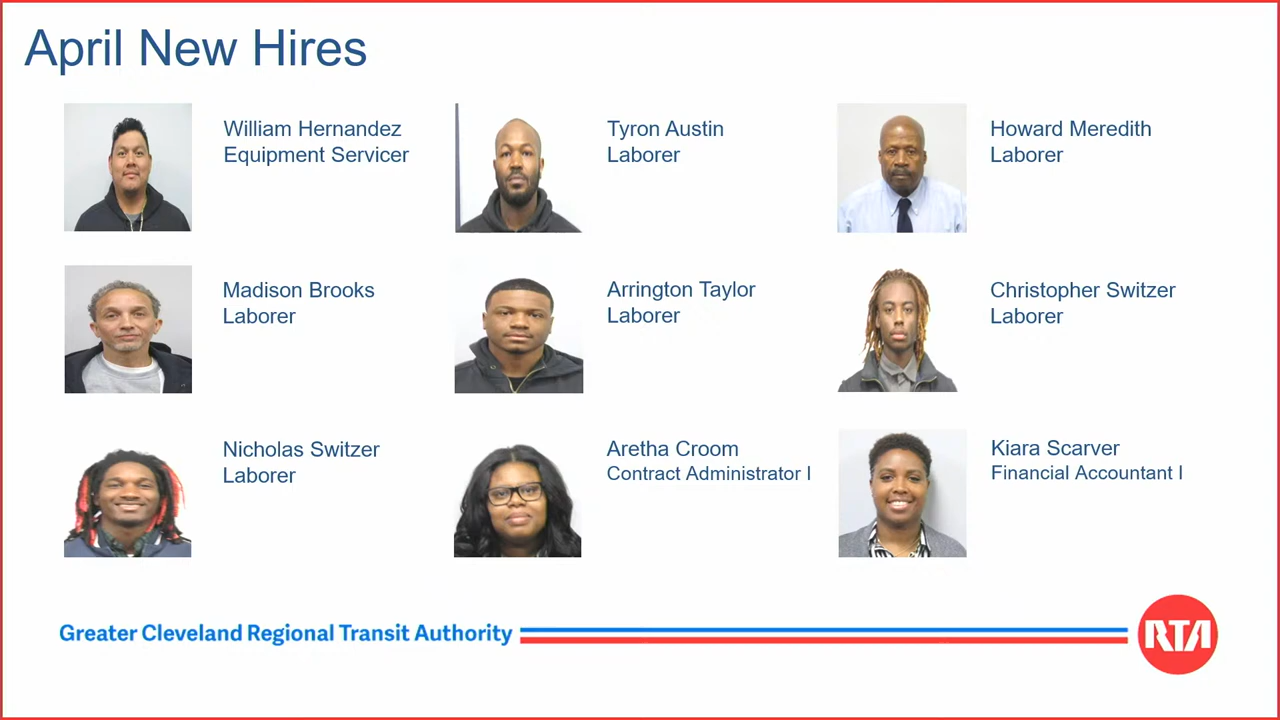 April New Hires
William Hernandez
Equipment Servicer
Tyron Austin
Laborer
Howard Meredith
Laborer
Madison Brooks
Laborer
Arrington Taylor
Laborer
Christopher Switzer
Laborer
Nicholas Switzer
Laborer
Aretha Croom
Contract Administrator I
Kiara Scarver
Financial Accountant I
Greater Cleveland Regional Transit Authority
RTA